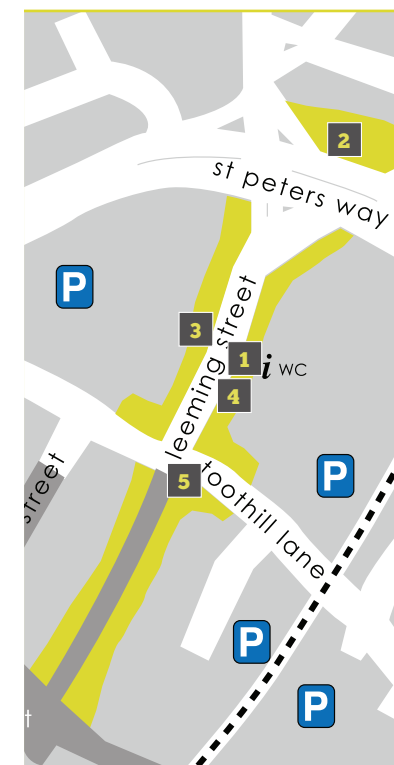 2
st peters way
P
3
leeming street
1
i WC
4
P
5
street
toothill lane
P
P
t